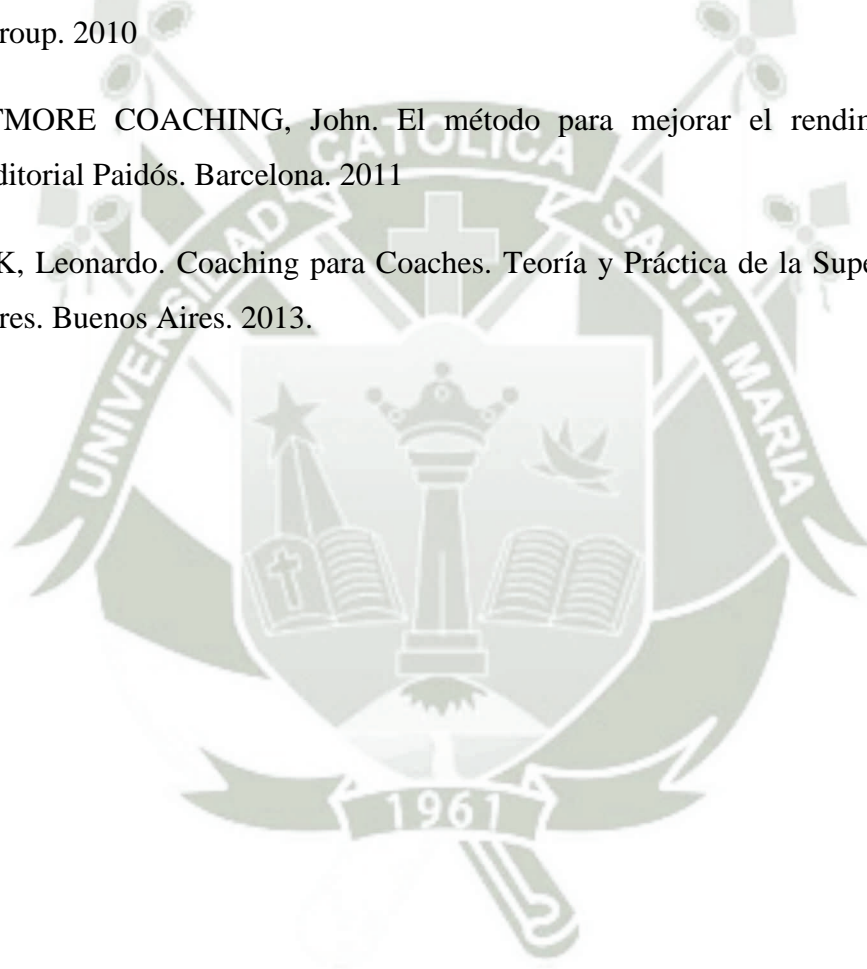 roup. 2010
TMORE COACHING, John. El método para mejorar el rendim
ditorial Paidós. Barcelona. 2011
K, Leonardo. Coaching para Coaches. Teoría y Práctica de la Supe
res. Buenos Aires. 2013.
UNIVERSIDAD CATOLICA SANTA MARIA
1961